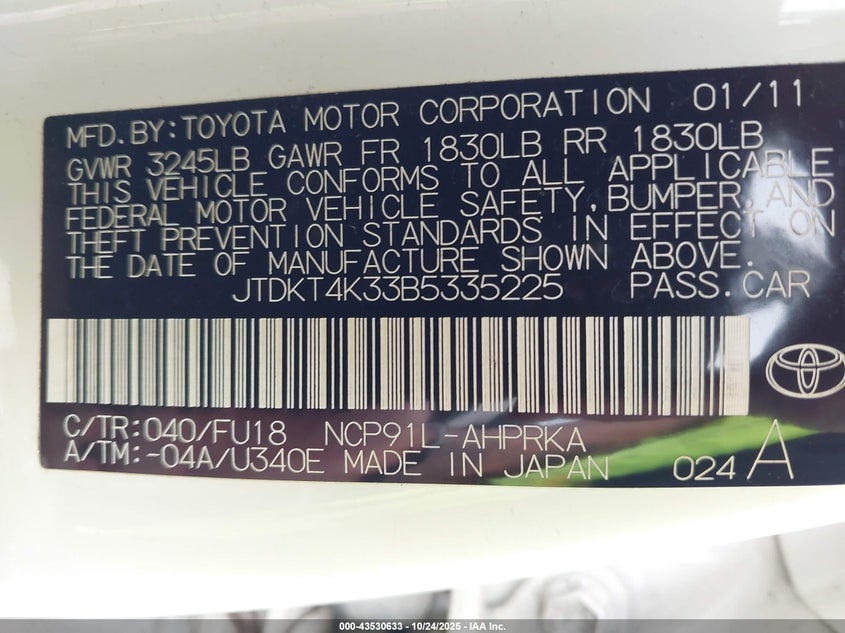 MFD.BY:TOYOTA MOTOR CORPORATION 01/11
GVWR 3245LB GAWR FR 1830LB RR 1830LB
THIS VEHICLE CONFORMS TO ALL APPLICABLE
FEDERAL MOTOR VEHICLE SAFETY,BUMPER,AND
THEFT PREVENTION STANDARDS IN EFFECT ON
THE DATE OF MANUFACTURE SHOWN ABOVE.
JTDKT4K33B5335225 PASS.CAR
C/TR:040/FU18 NCP91L-AHPRKA
A/TM:-04A/U340E MADE IN JAPAN 024 A
000-43530633 | 10/24/2025 | IAA Inc.